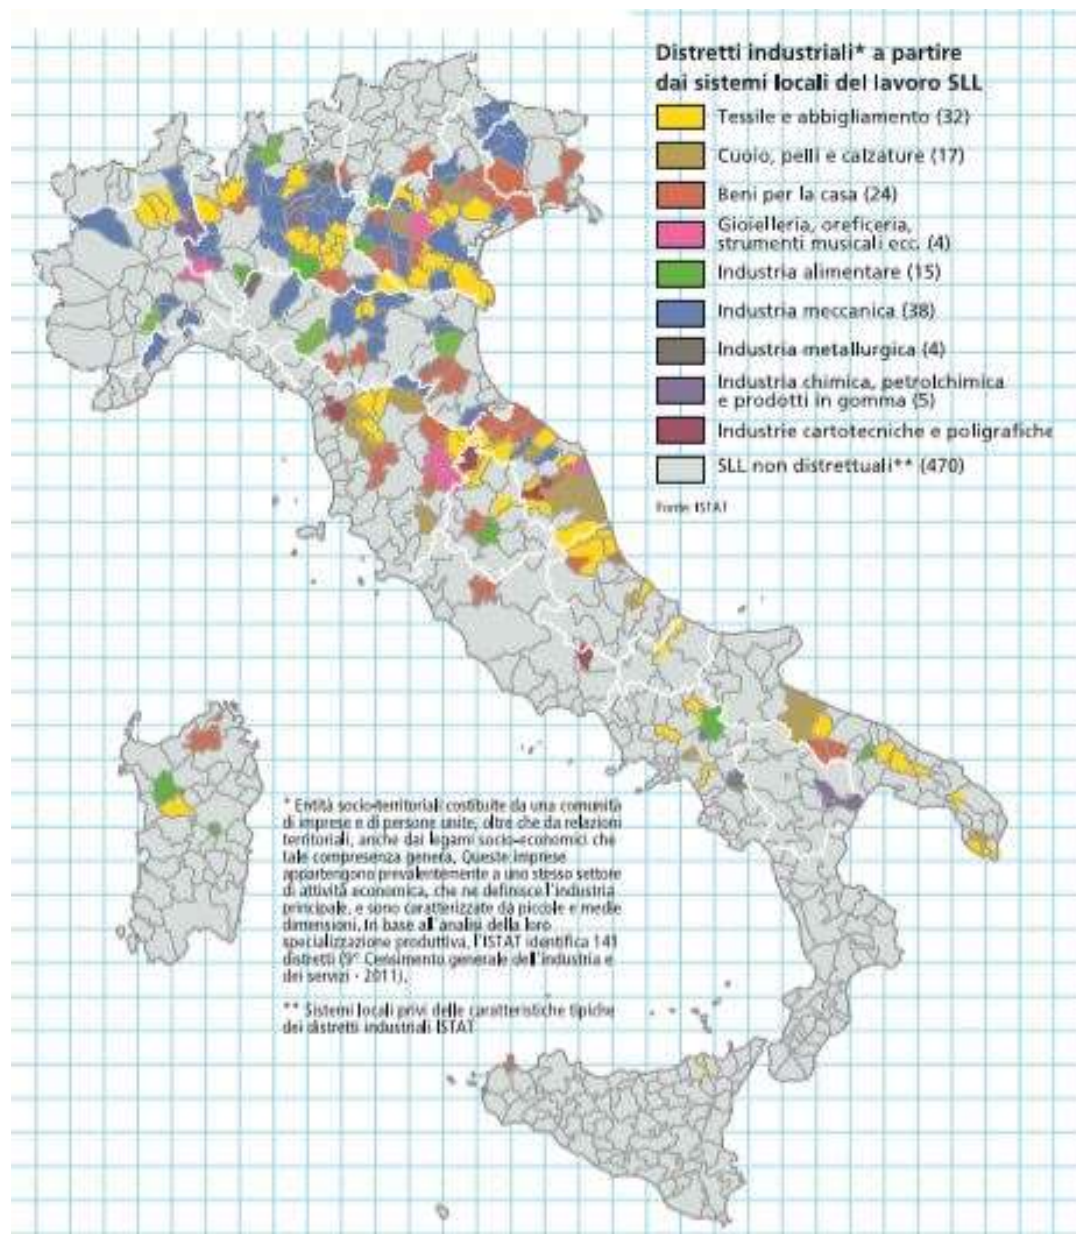 Distretti industriali* a partire
dai sistemi locali del lavoro SLL
Tessile e abbigliamento (32)
Cuoio, pelli e calzature (17)
Beni per la casa (24)
Gioielleria, oreficeria,
strumenti musicali ecc. (4)
Industria alimentare (15)
Industria meccanica (38)
Industria metallurgica (4)
Industria chimica, petrolchimica
e prodotti in gomma (5)
Industrie cartotecniche e poligrafiche
SLL non distrettuali** (470)
Fonte ISTAT
* Entità socio-territoriali costituite da una comunità
di imprese e di persone unite, oltre che da relazioni
territoriali, anche dai legami socio-economici che
tale compresenza genera. Queste imprese
appartengono prevalentemente a uno stesso settore
di attività economica, che ne definisce l'industria
principale, e sono caratterizzate da piccole e medie
dimensioni. In base all'analisi della loro
specializzazione produttiva, l'ISTAT identifica 141
distretti (9° Censimento generale dell'industria e
dei servizi - 2011).
** Sistemi locali privi delle caratteristiche tipiche
dei distretti industriali ISTAT